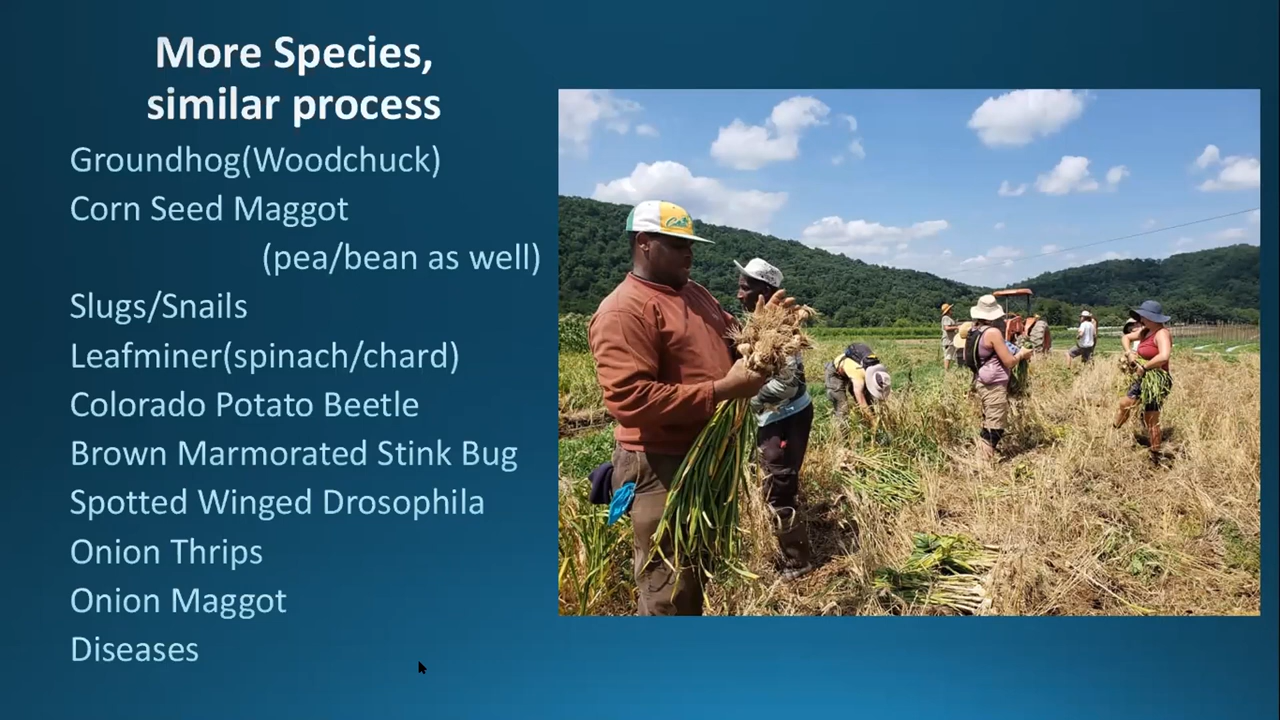 More Species,
similar process
Groundhog(Woodchuck)
Corn Seed Maggot
(pea/bean as well)
Slugs/Snails
Leafminer(spinach/chard)
Colorado Potato Beetle
Brown Marmorated Stink Bug
Spotted Winged Drosophila
Onion Thrips
Onion Maggot
Diseases